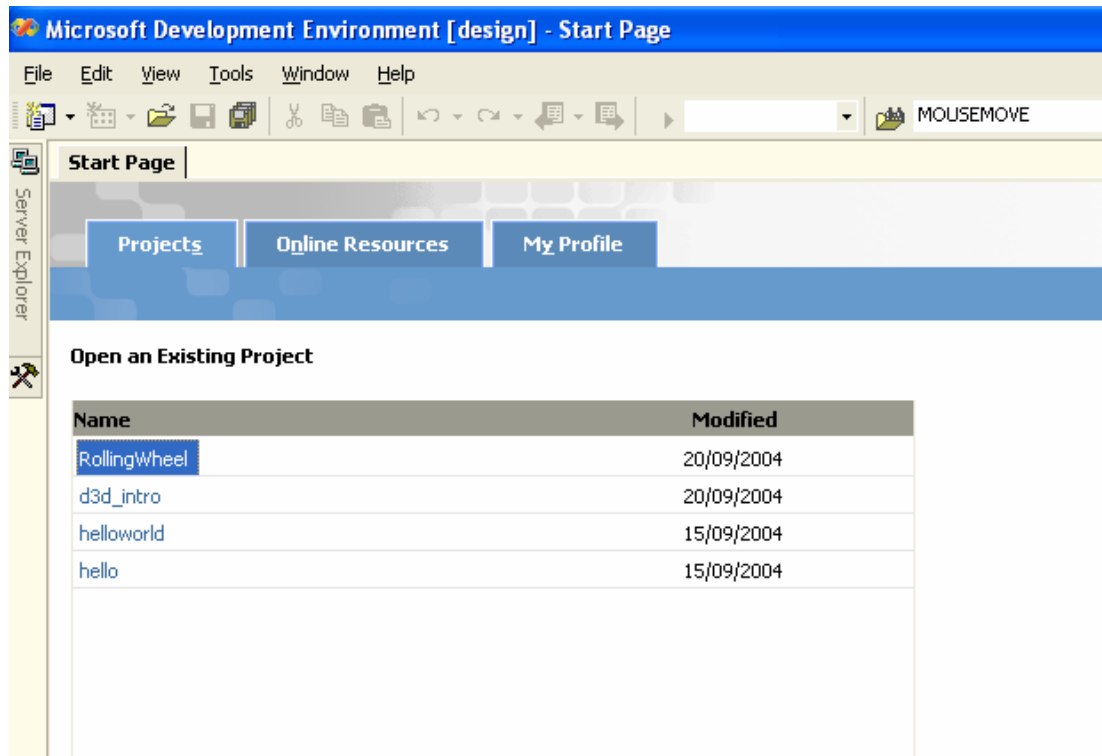 Microsoft Development Environment [design] - Start Page
File Edit View Tools Window Help
MOUSEMOVE
Server Explorer
Start Page
Projects Online Resources My Profile
Open an Existing Project
Name Modified
RollingWheel 20/09/2004
d3d_intro 20/09/2004
helloworld 15/09/2004
hello 15/09/2004